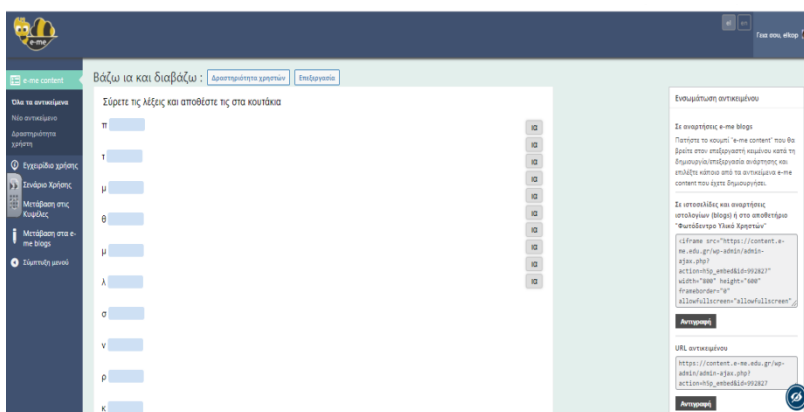 e-me
el
en
Γεια σου, elkap
e-me content
Βάζω ια και διαβάζω :
Δραστηριότητα χρηστών
Επεξεργασία
Όλα τα αντικείμενα
Νέο αντικείμενο
Δραστηριότητα
χρήστη
Εγχειρίδιο χρήσης
Σενάριο Χρήσης
Μετάβαση στις
Κυψέλες
Μετάβαση στα e-
me blogs
Σύμπτυξη μενού
Σύρετε τις λέξεις και αποθέστε τις στα κουτάκια
π
τ
μ
θ
μ
λ
σ
ν
ρ
κ
ια
ια
ια
ια
ια
ια
ια
ια
ια
ια
Ενσωμάτωση αντικειμένου
Σε αναρτήσεις e-me blogs
Πατήστε το κουμπί "e-me content" που θα
βρείτε στον επεξεργαστή κειμένου κατά τη
δημιουργία/επεξεργασία ανάρτησης και
επιλέξτε κάποιο από τα αντικείμενα e-me
content που έχετε δημιουργήσει.
Σε ιστοσελίδες και αναρτήσεις
ιστολογίων (blogs) ή στο αποθετήριο
"Φωτόδεντρο Υλικό Χρηστών"
<iframe src="https://content.e-
me.edu.gr/wp-admin/admin-
ajax.php?
action=h5p_embed&id=992827"
width="800" height="600"
frameborder="0"
allowfullscreen="allowfullscreen"
Αντιγραφή
URL αντικειμένου
https://content.e-me.edu.gr/wp-
admin/admin-ajax.php?
action=h5p_embed&id=992827
Αντιγραφή